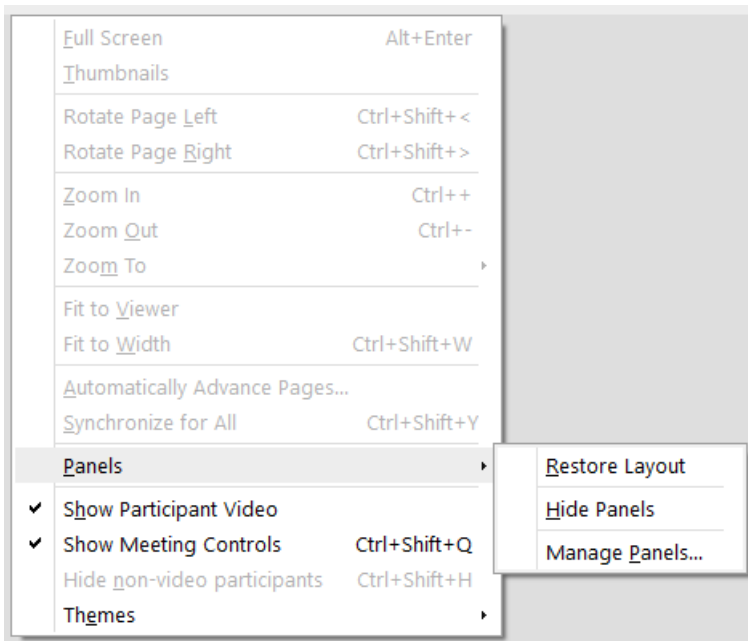 Full Screen Alt+Enter
Thumbnails
Rotate Page Left Ctrl+Shift+<
Rotate Page Right Ctrl+Shift+>
Zoom In Ctrl++
Zoom Out Ctrl+-
Zoom To
Fit to Viewer
Fit to Width Ctrl+Shift+W
Automatically Advance Pages...
Synchronize for All Ctrl+Shift+Y
Panels
Restore Layout
Hide Panels
Manage Panels...
Show Participant Video
Show Meeting Controls Ctrl+Shift+Q
Hide non-video participants Ctrl+Shift+H
Themes